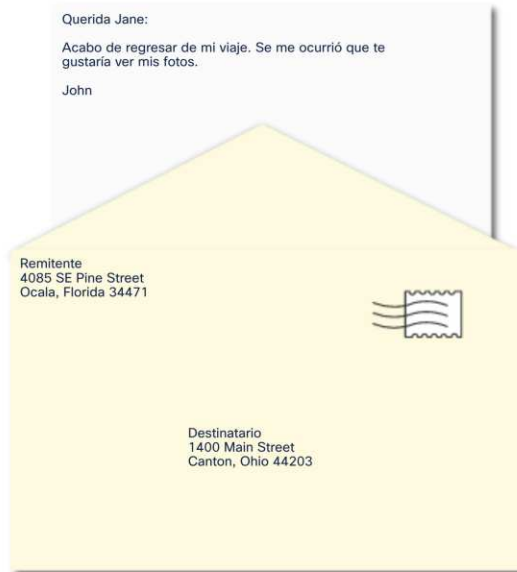 Querida Jane:
Acabo de regresar de mi viaje. Se me ocurrió que te
gustaría ver mis fotos.
John
Remitente
4085 SE Pine Street
Ocala, Florida 34471
Destinatario
1400 Main Street
Canton, Ohio 44203